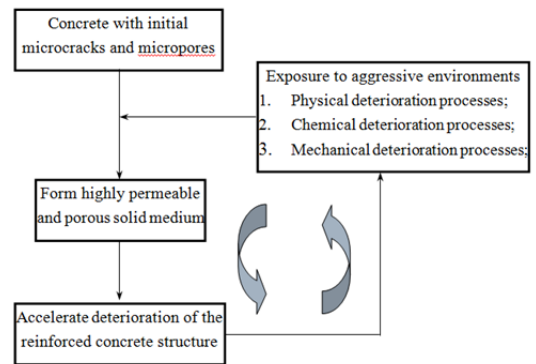 Concrete with initial
microcracks and micropores
Exposure to aggressive environments
1. Physical deterioration processes;
2. Chemical deterioration processes;
3. Mechanical deterioration processes;
Form highly permeable
and porous solid medium
Accelerate deterioration of the
reinforced concrete structure